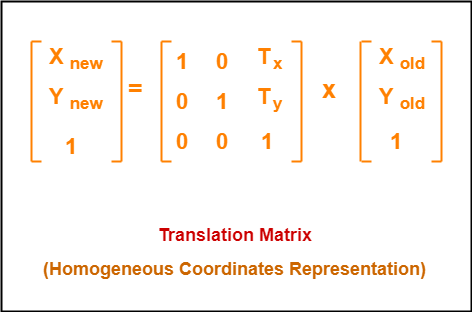 X new = 1 0 Tx x X old
Y new 0 1 Ty Y old
1 0 0 1 1
Translation Matrix
(Homogeneous Coordinates Representation)